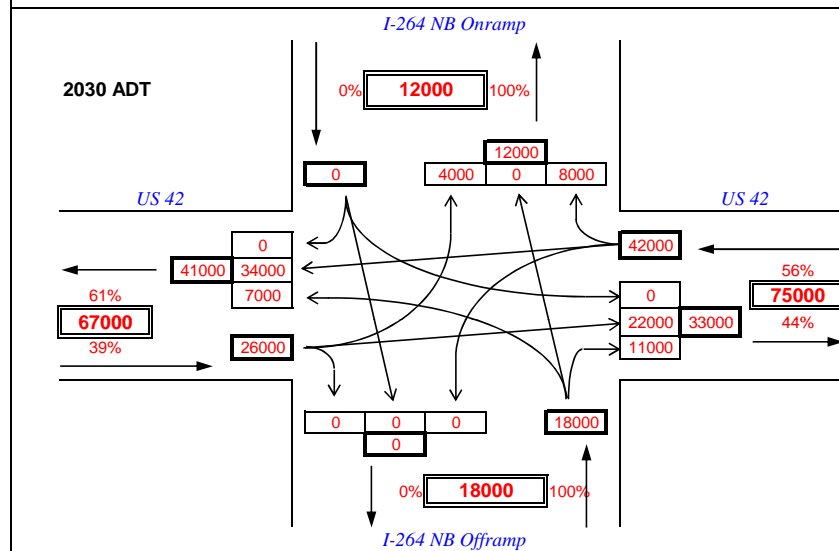 I-264 NB Onramp
2030 ADT
0% 12000 100%
12000
0 4000 0 8000
US 42 US 42
0 42000
41000 34000 56%
61% 7000 0 75000
67000 22000 33000 44%
39% 26000 11000
0 0 0 18000
0
0% 18000 100%
I-264 NB Offramp